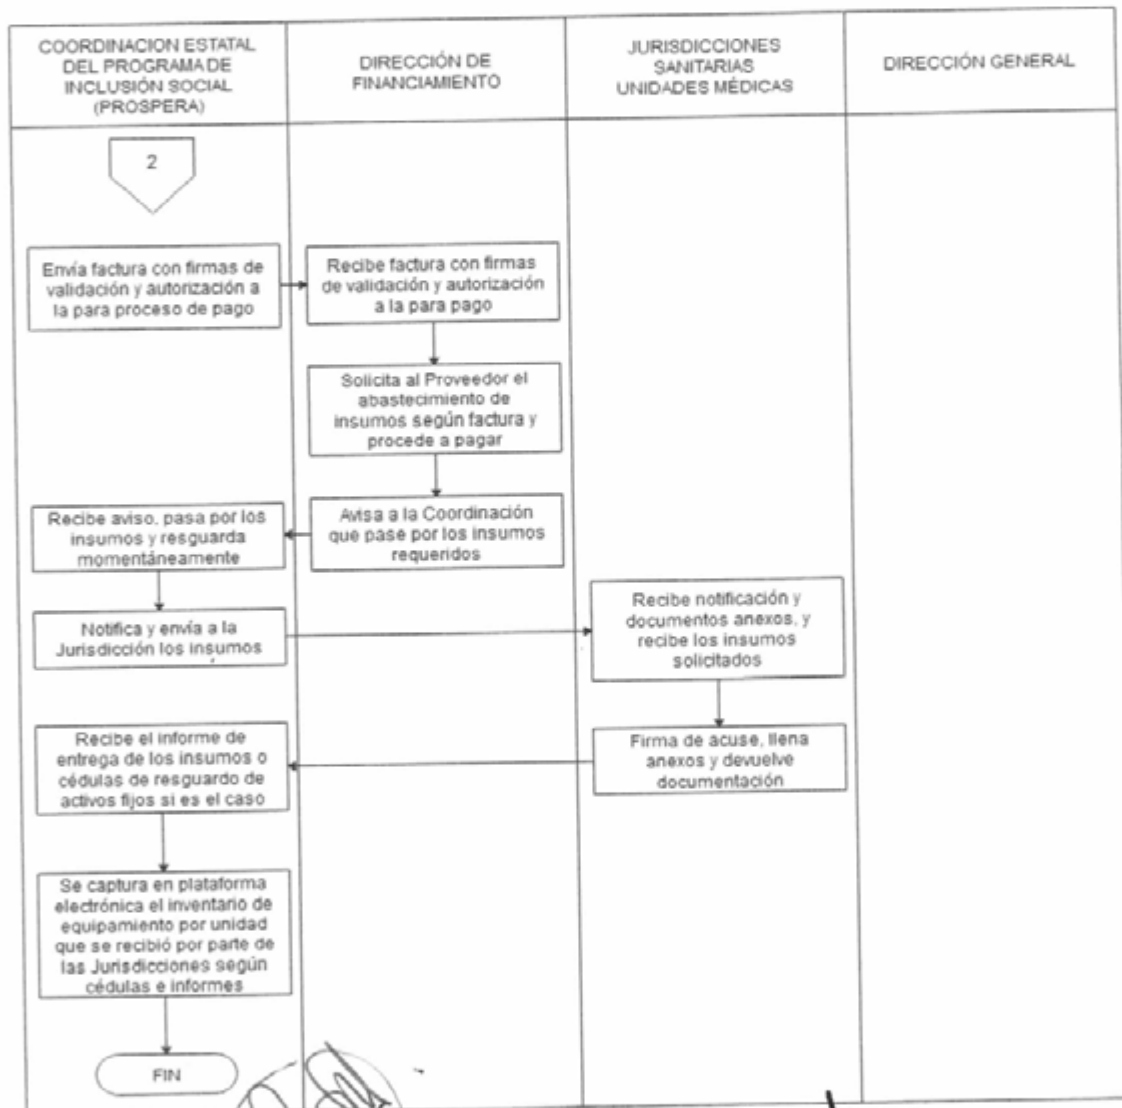 COORDINACION ESTATAL
DEL PROGRAMA DE
INCLUSIÓN SOCIAL
(PROSPERA)
DIRECCIÓN DE
FINANCIAMIENTO
JURISDICCIONES
SANITARIAS
UNIDADES MÉDICAS
DIRECCIÓN GENERAL
2
Envía factura con firmas de
validación y autorización a
la para proceso de pago
Recibe factura con firmas
de validación y autorización
a la para pago
Solicita al Proveedor el
abastecimiento de
insumos según factura y
procede a pagar
Avisa a la Coordinación
que pase por los insumos
requeridos
Recibe aviso, pasa por los
insumos y resguarda
momentáneamente
Notifica y envía a la
Jurisdicción los insumos
Recibe notificación y
documentos anexos, y
recibe los insumos
solicitados
Firma de acuse, llena
anexos y devuelve
documentación
Recibe el informe de
entrega de los insumos o
cédulas de resguardo de
activos fijos si es el caso
Se captura en plataforma
electrónica el inventario de
equipamiento por unidad
que se recibió por parte de
las Jurisdicciones según
cédulas e informes
FIN